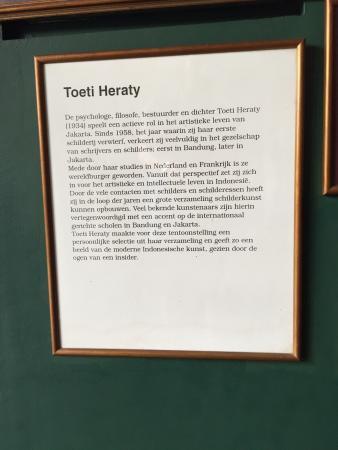 Toeti Heraty
De psychologe, filosofe, bestuurder en dichter Toeti Heraty
(1934) speelt een actieve rol in het artistieke leven van
Jakarta. Sinds 1958, het jaar waarin zij haar eerste
schilderij verwierf, verkeert zij veelvuldig in het gezelschap
van schrijvers en schilders; eerst in Bandung, later in
Jakarta.
Mede door haar studies in Nederland en Frankrijk is ze
wereldburger geworden. Vanuit dat perspectief zet zij zich
in voor het artistieke en intellectuele leven in Indonesië.
Door de vele contacten met schilders en schilderessen heeft
zij in de loop der jaren een grote verzameling schilderkunst
kunnen opbouwen. Veel bekende kunstenaars zijn hierin
vertegenwoordigd met een accent op de internationaal
gerichte scholen in Bandung en Jakarta.
Toeti Heraty maakte voor deze tentoonstelling een
persoonlijke selectie uit haar verzameling en geeft zo een
beeld van de moderne Indonesische kunst, gezien door de
ogen van een insider.